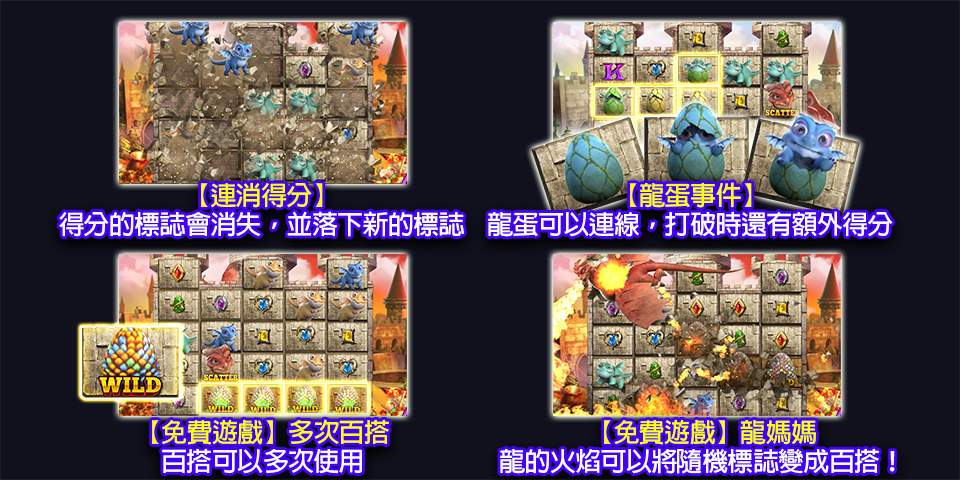 K
SCATTER
【連消得分】
得分的標誌會消失，並落下新的標誌
【龍蛋事件】
龍蛋可以連線，打破時還有額外得分
WILD
SCATTER
WILD
WILD
WILD
WILD
【免費遊戲】多次百搭
百搭可以多次使用
【免費遊戲】龍媽媽
龍的火焰可以將隨機標誌變成百搭！